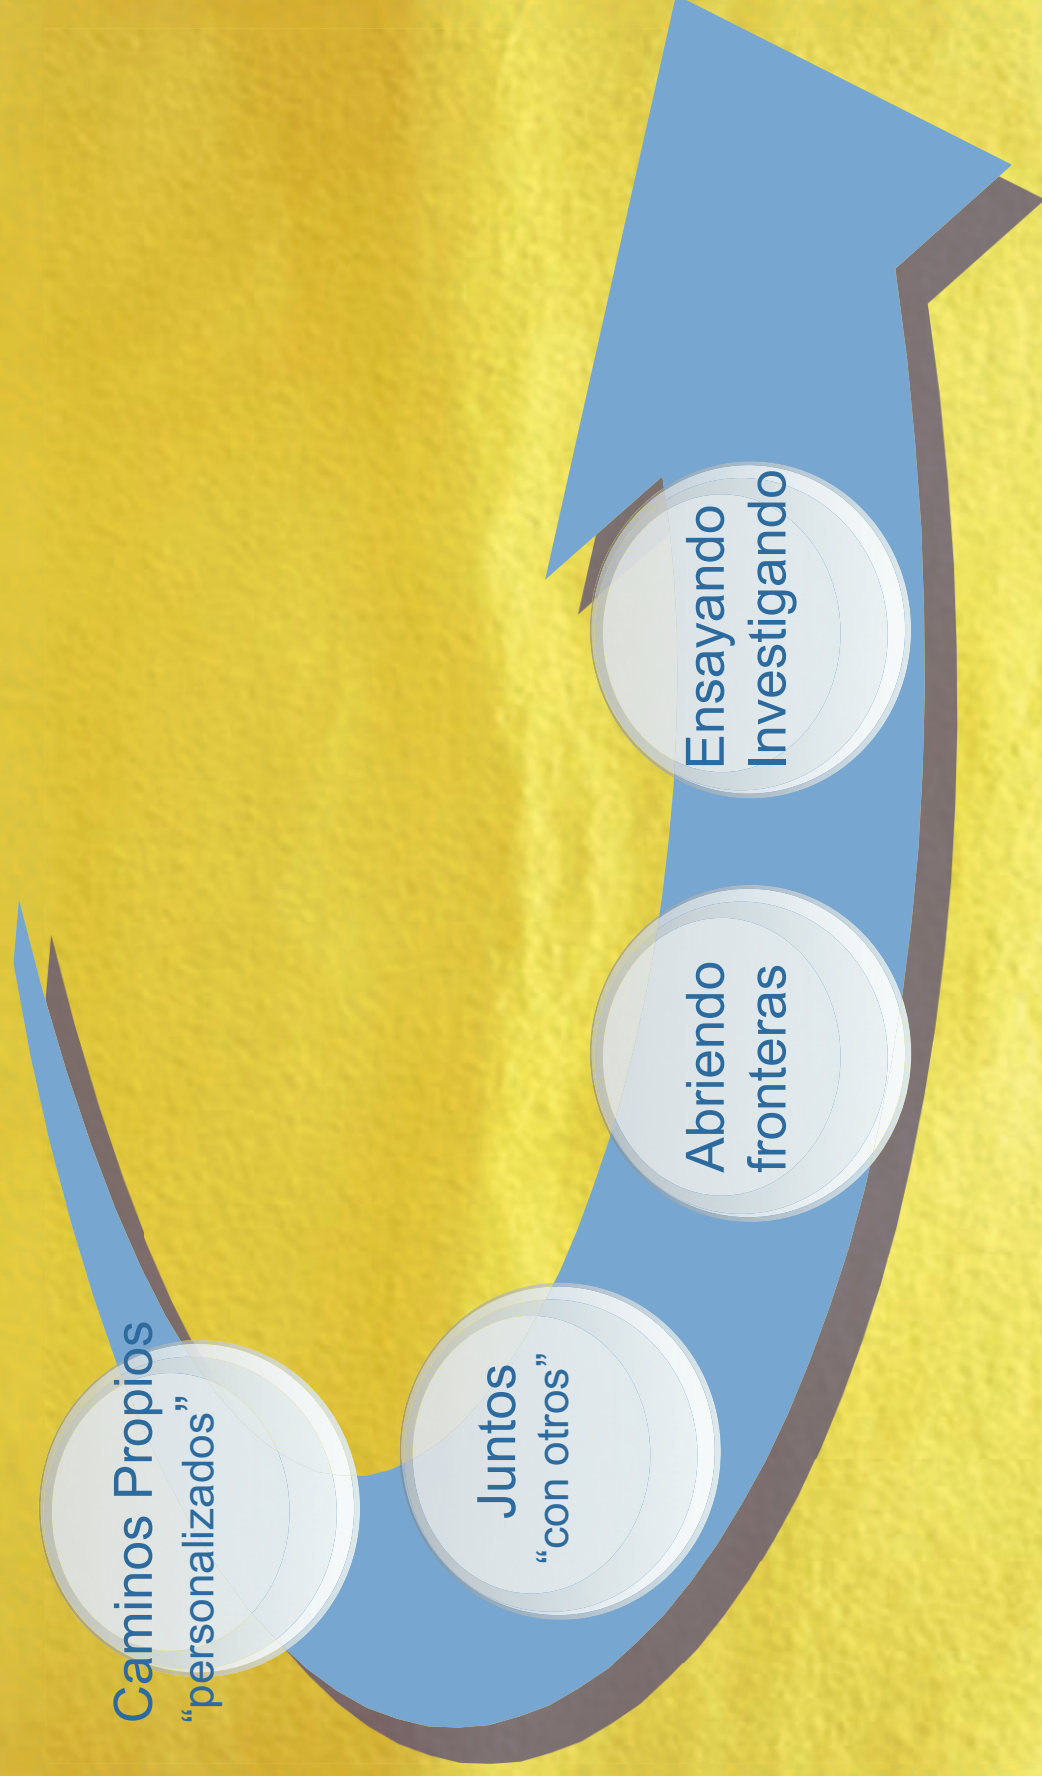 Caminos Propios
“personalizados”
Juntos
“con otros”
Abriendo
fronteras
Ensayando
Investigando